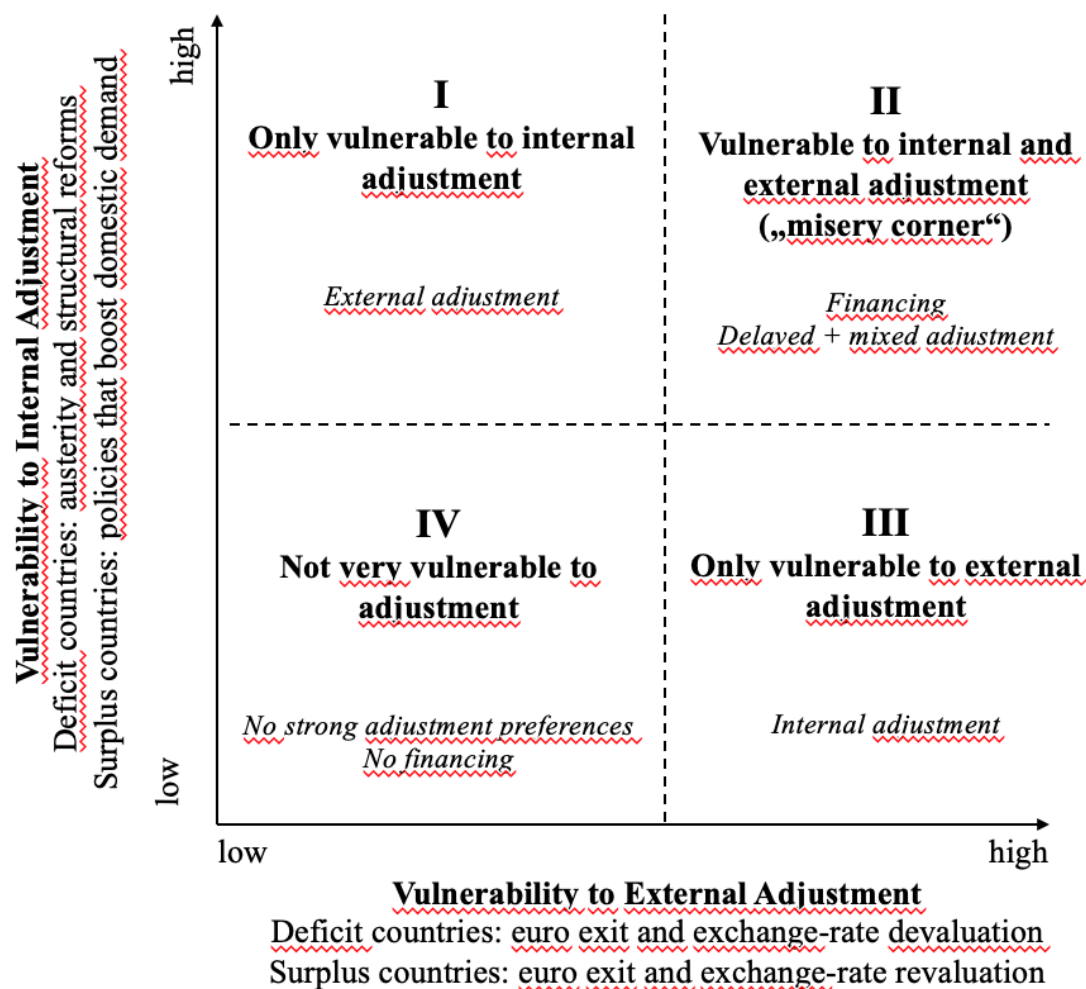 high
Vulnerability to Internal Adjustment
Deficit countries: austerity and structural reforms
Surplus countries: policies that boost domestic demand
low
I
Only vulnerable to internal
adjustment
External adjustment
II
Vulnerable to internal and
external adjustment
(„misery corner“)
Financing
Delayed + mixed adjustment
IV
Not very vulnerable to
adjustment
No strong adjustment preferences
No financing
III
Only vulnerable to external
adjustment
Internal adjustment
low
high
Vulnerability to External Adjustment
Deficit countries: euro exit and exchange-rate devaluation
Surplus countries: euro exit and exchange-rate revaluation